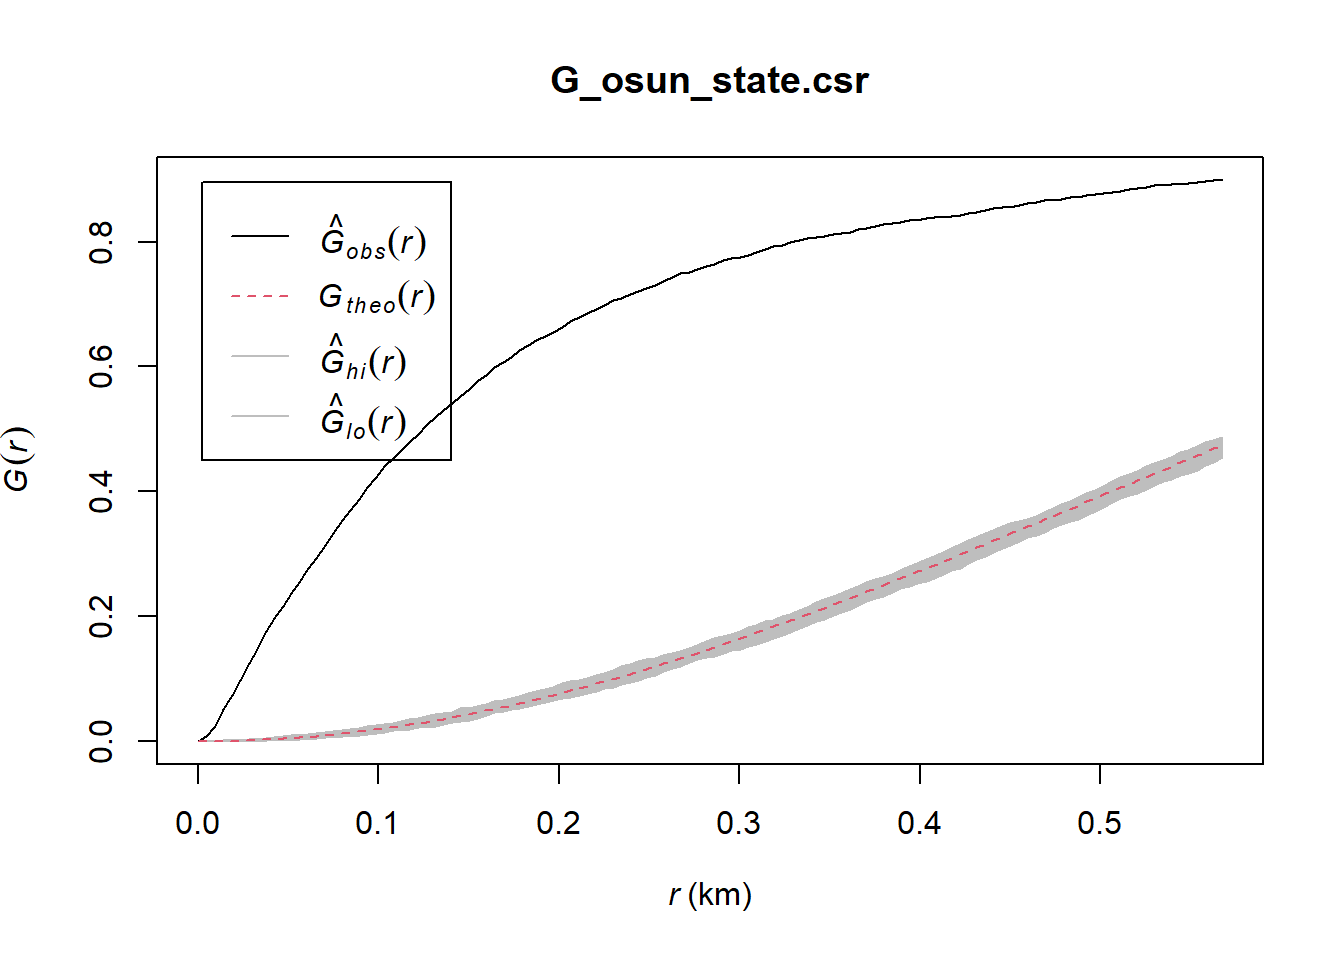 G_osun_state.csr
Ĝobs(r)
Gtheo(r)
Ĝhi(r)
Ĝlo(r)
G(r)
0.8
0.6
0.4
0.2
0.0
0.0 0.1 0.2 0.3 0.4 0.5
r (km)